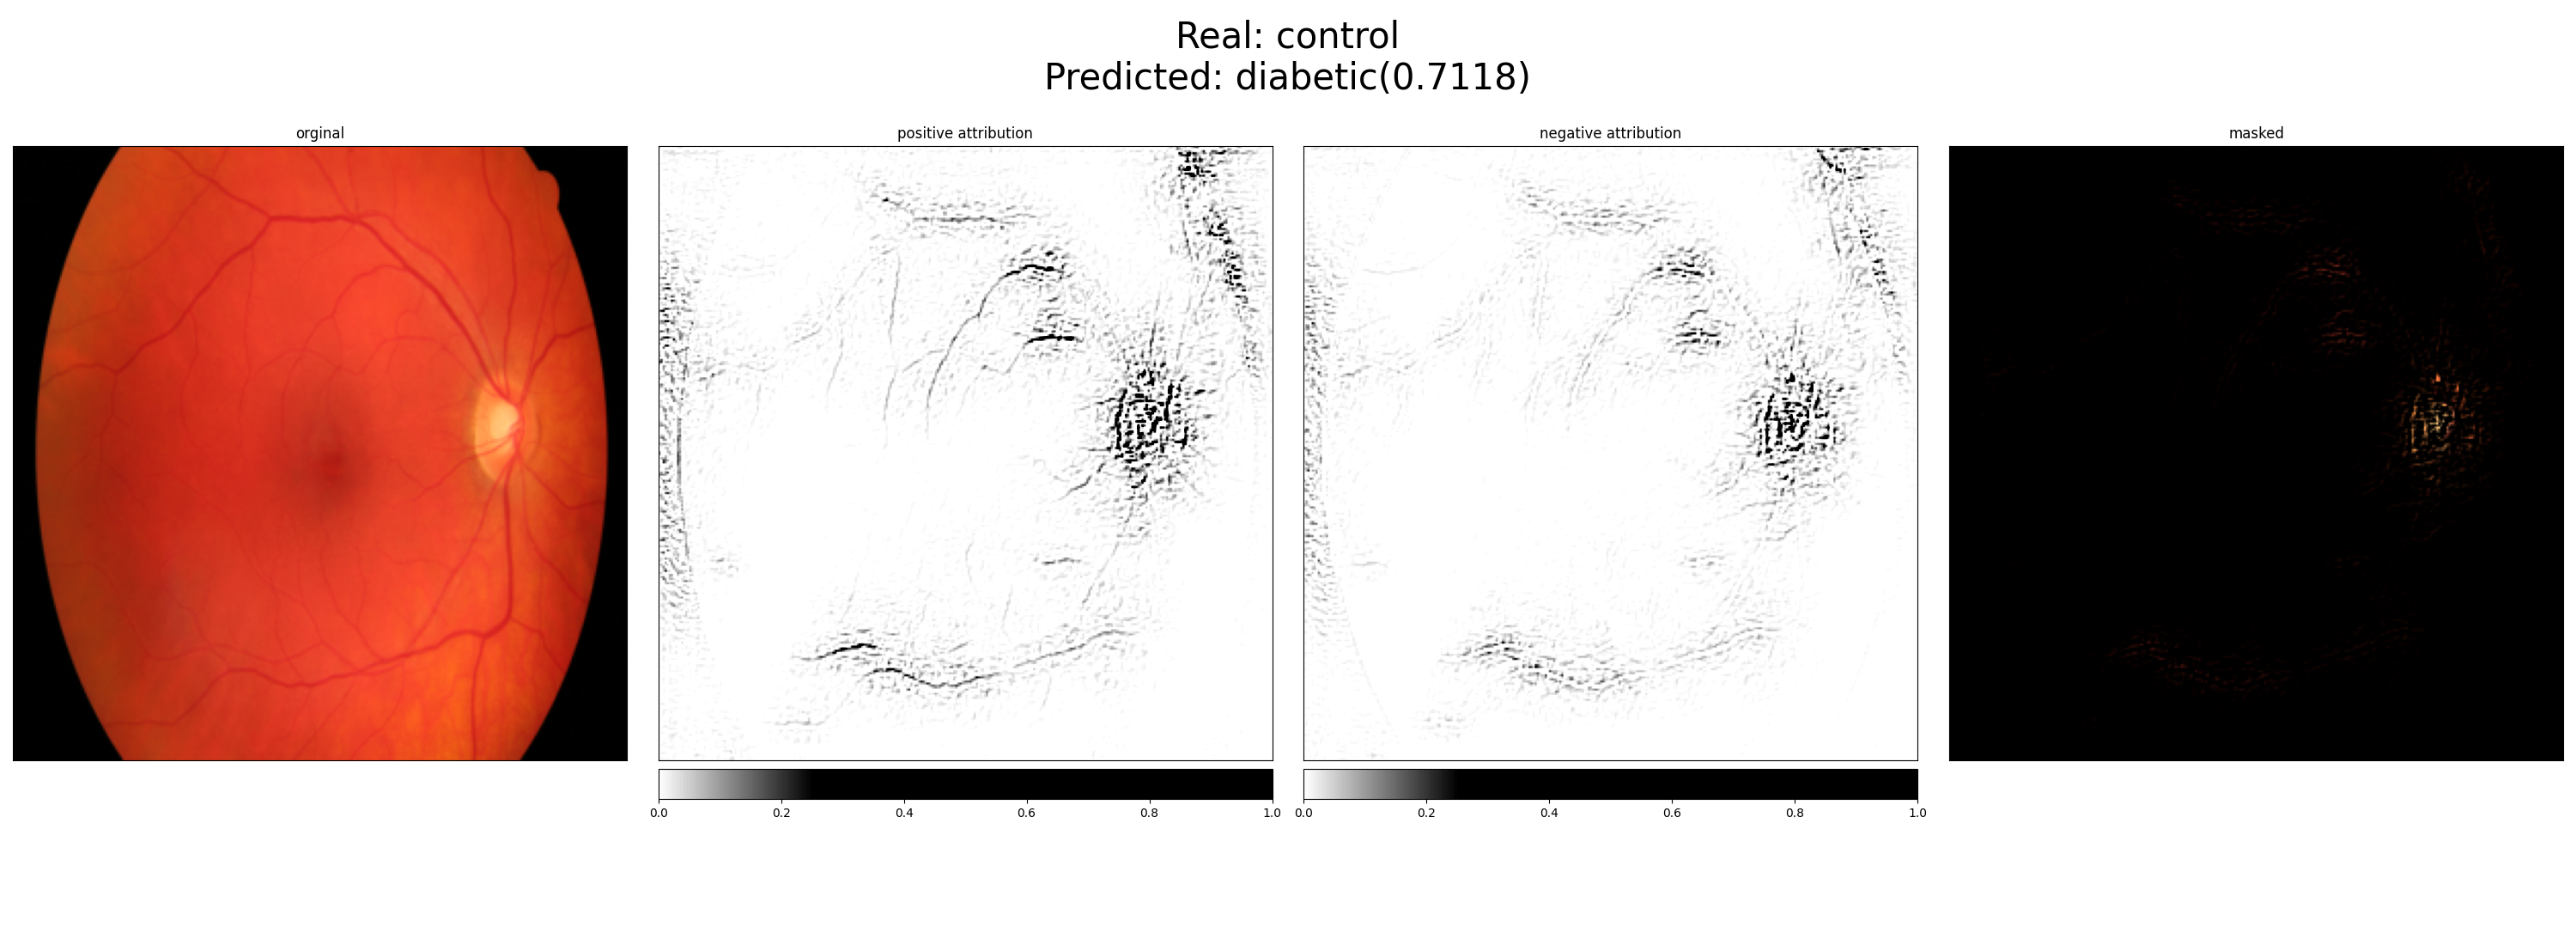 Real: control
Predicted: diabetic(0.7118)
orginal
positive attribution
negative attribution
masked
0.0 0.2 0.4 0.6 0.8 1.0
0.0 0.2 0.4 0.6 0.8 1.0